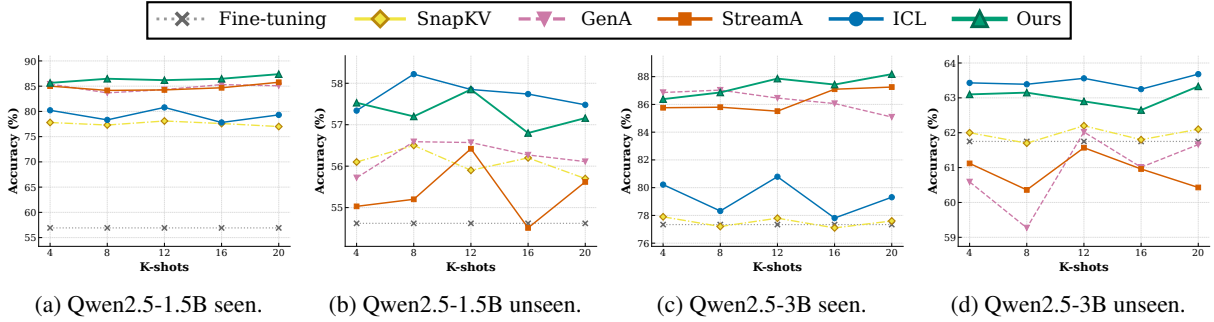 Fine-tuning SnapKV GenA StreamA ICL Ours
Accuracy (%)
90
85
80
75
70
65
60
55
4 8 12 16 20
K-shots
(a) Qwen2.5-1.5B seen.
Accuracy (%)
58
57
56
55
4 8 12 16 20
K-shots
(b) Qwen2.5-1.5B unseen.
Accuracy (%)
88
86
84
82
80
78
76
4 8 12 16 20
K-shots
(c) Qwen2.5-3B seen.
Accuracy (%)
64
63
62
61
60
59
4 8 12 16 20
K-shots
(d) Qwen2.5-3B unseen.